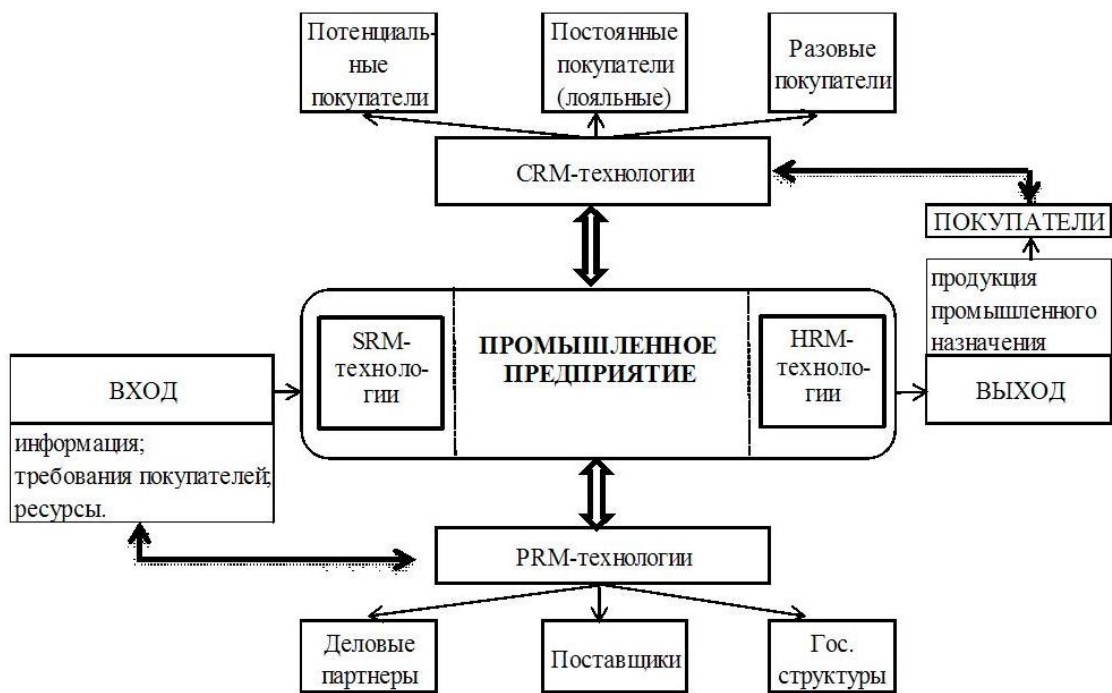 Потенциаль-
ные
покупатели
Постоянные
покупатели
(лояльные)
Разовые
покупатели
CRM-технологии
ПОКУПАТЕЛИ
продукция
промышленного
назначения
SRM-
техноло-
гии
ПРОМЫШЛЕННОЕ
ПРЕДПРИЯТИЕ
HRM-
техноло-
гии
ВХОД
ВЫХОД
информация;
требования покупателей;
ресурсы.
PRM-технологии
Деловые
партнеры
Поставщики
Гос.
структуры